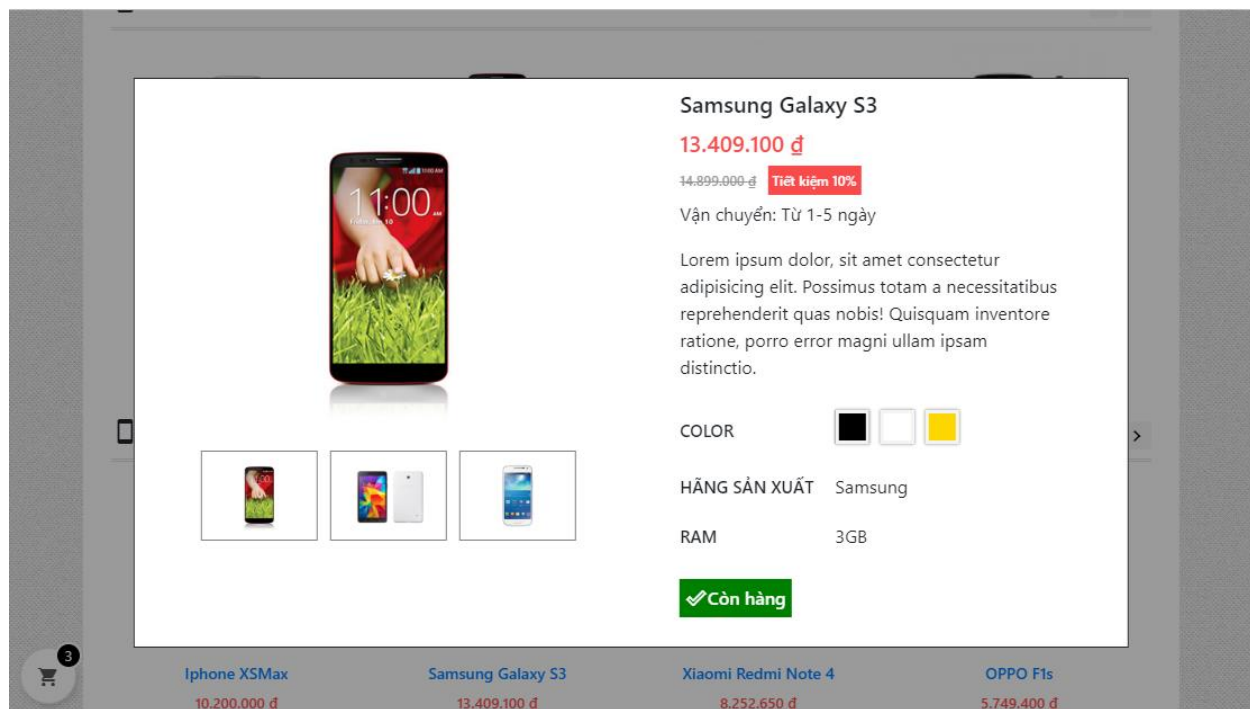 Samsung Galaxy S3
13.409.100 ₫
14.899.000 ₫ Tiết kiệm 10%
Vận chuyển: Từ 1-5 ngày
Lorem ipsum dolor, sit amet consectetur
adipisicing elit. Possimus totam a necessitatibus
reprehenderit quas nobis! Quisquam inventore
ratione, porro error magni ullam ipsam
distinctio.
11:00 AM
COLOR
HÃNG SẢN XUẤT Samsung
RAM 3GB
Còn hàng
3
Iphone XSMax Samsung Galaxy S3 Xiaomi Redmi Note 4 OPPO F1s
10.200.000 ₫ 13.409.100 ₫ 8.252.650 ₫ 5.749.400 ₫